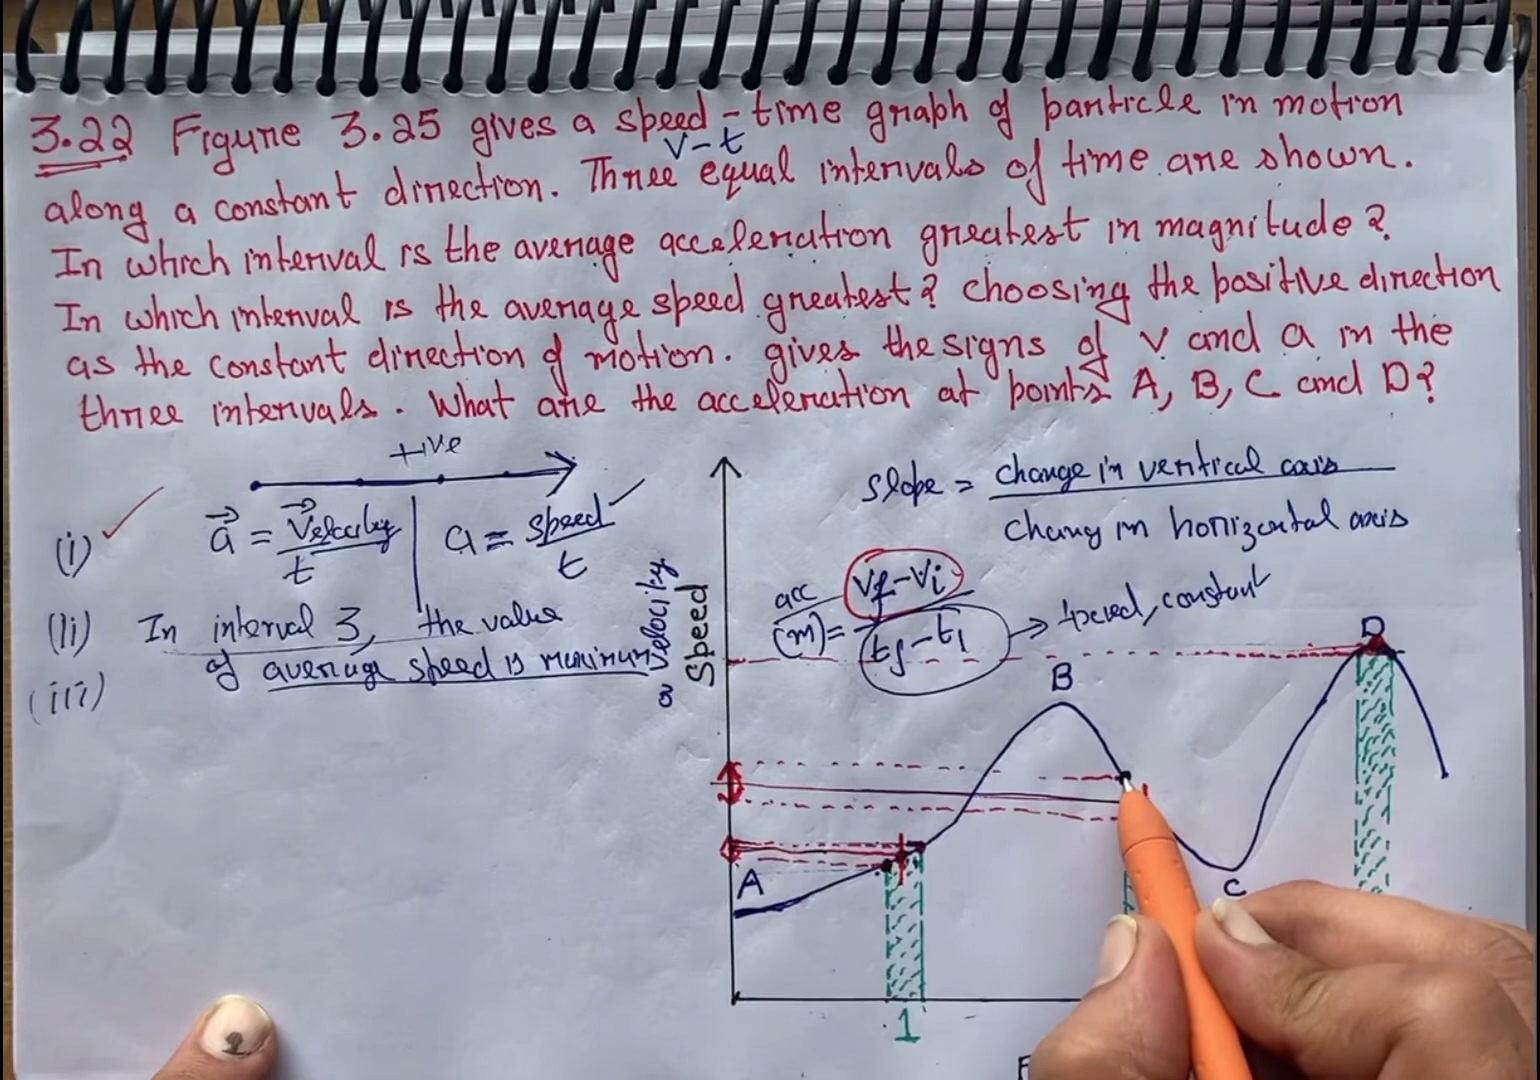 3.22 Figure 3.25 gives a speed-time graph of particle in motion
V-t
along a constant direction. Three equal intervals of time are shown.
In which interval is the average acceleration greatest in magnitude?
In which interval is the average speed greatest? choosing the positive direction
as the constant direction of motion. gives the signs of V and a in the
three intervals. What are the acceleration at points A, B, C and D?
+ive
(i) a = Velocity / t
a = speed / t
(ii) In interval 3, the value
of average speed is
(iii)
slope = change in vertical axis
chang in horizontal axis
acc (m) = Vf-Vi / tf-ti → constant
Velocity
Speed
A
B
C
D
1